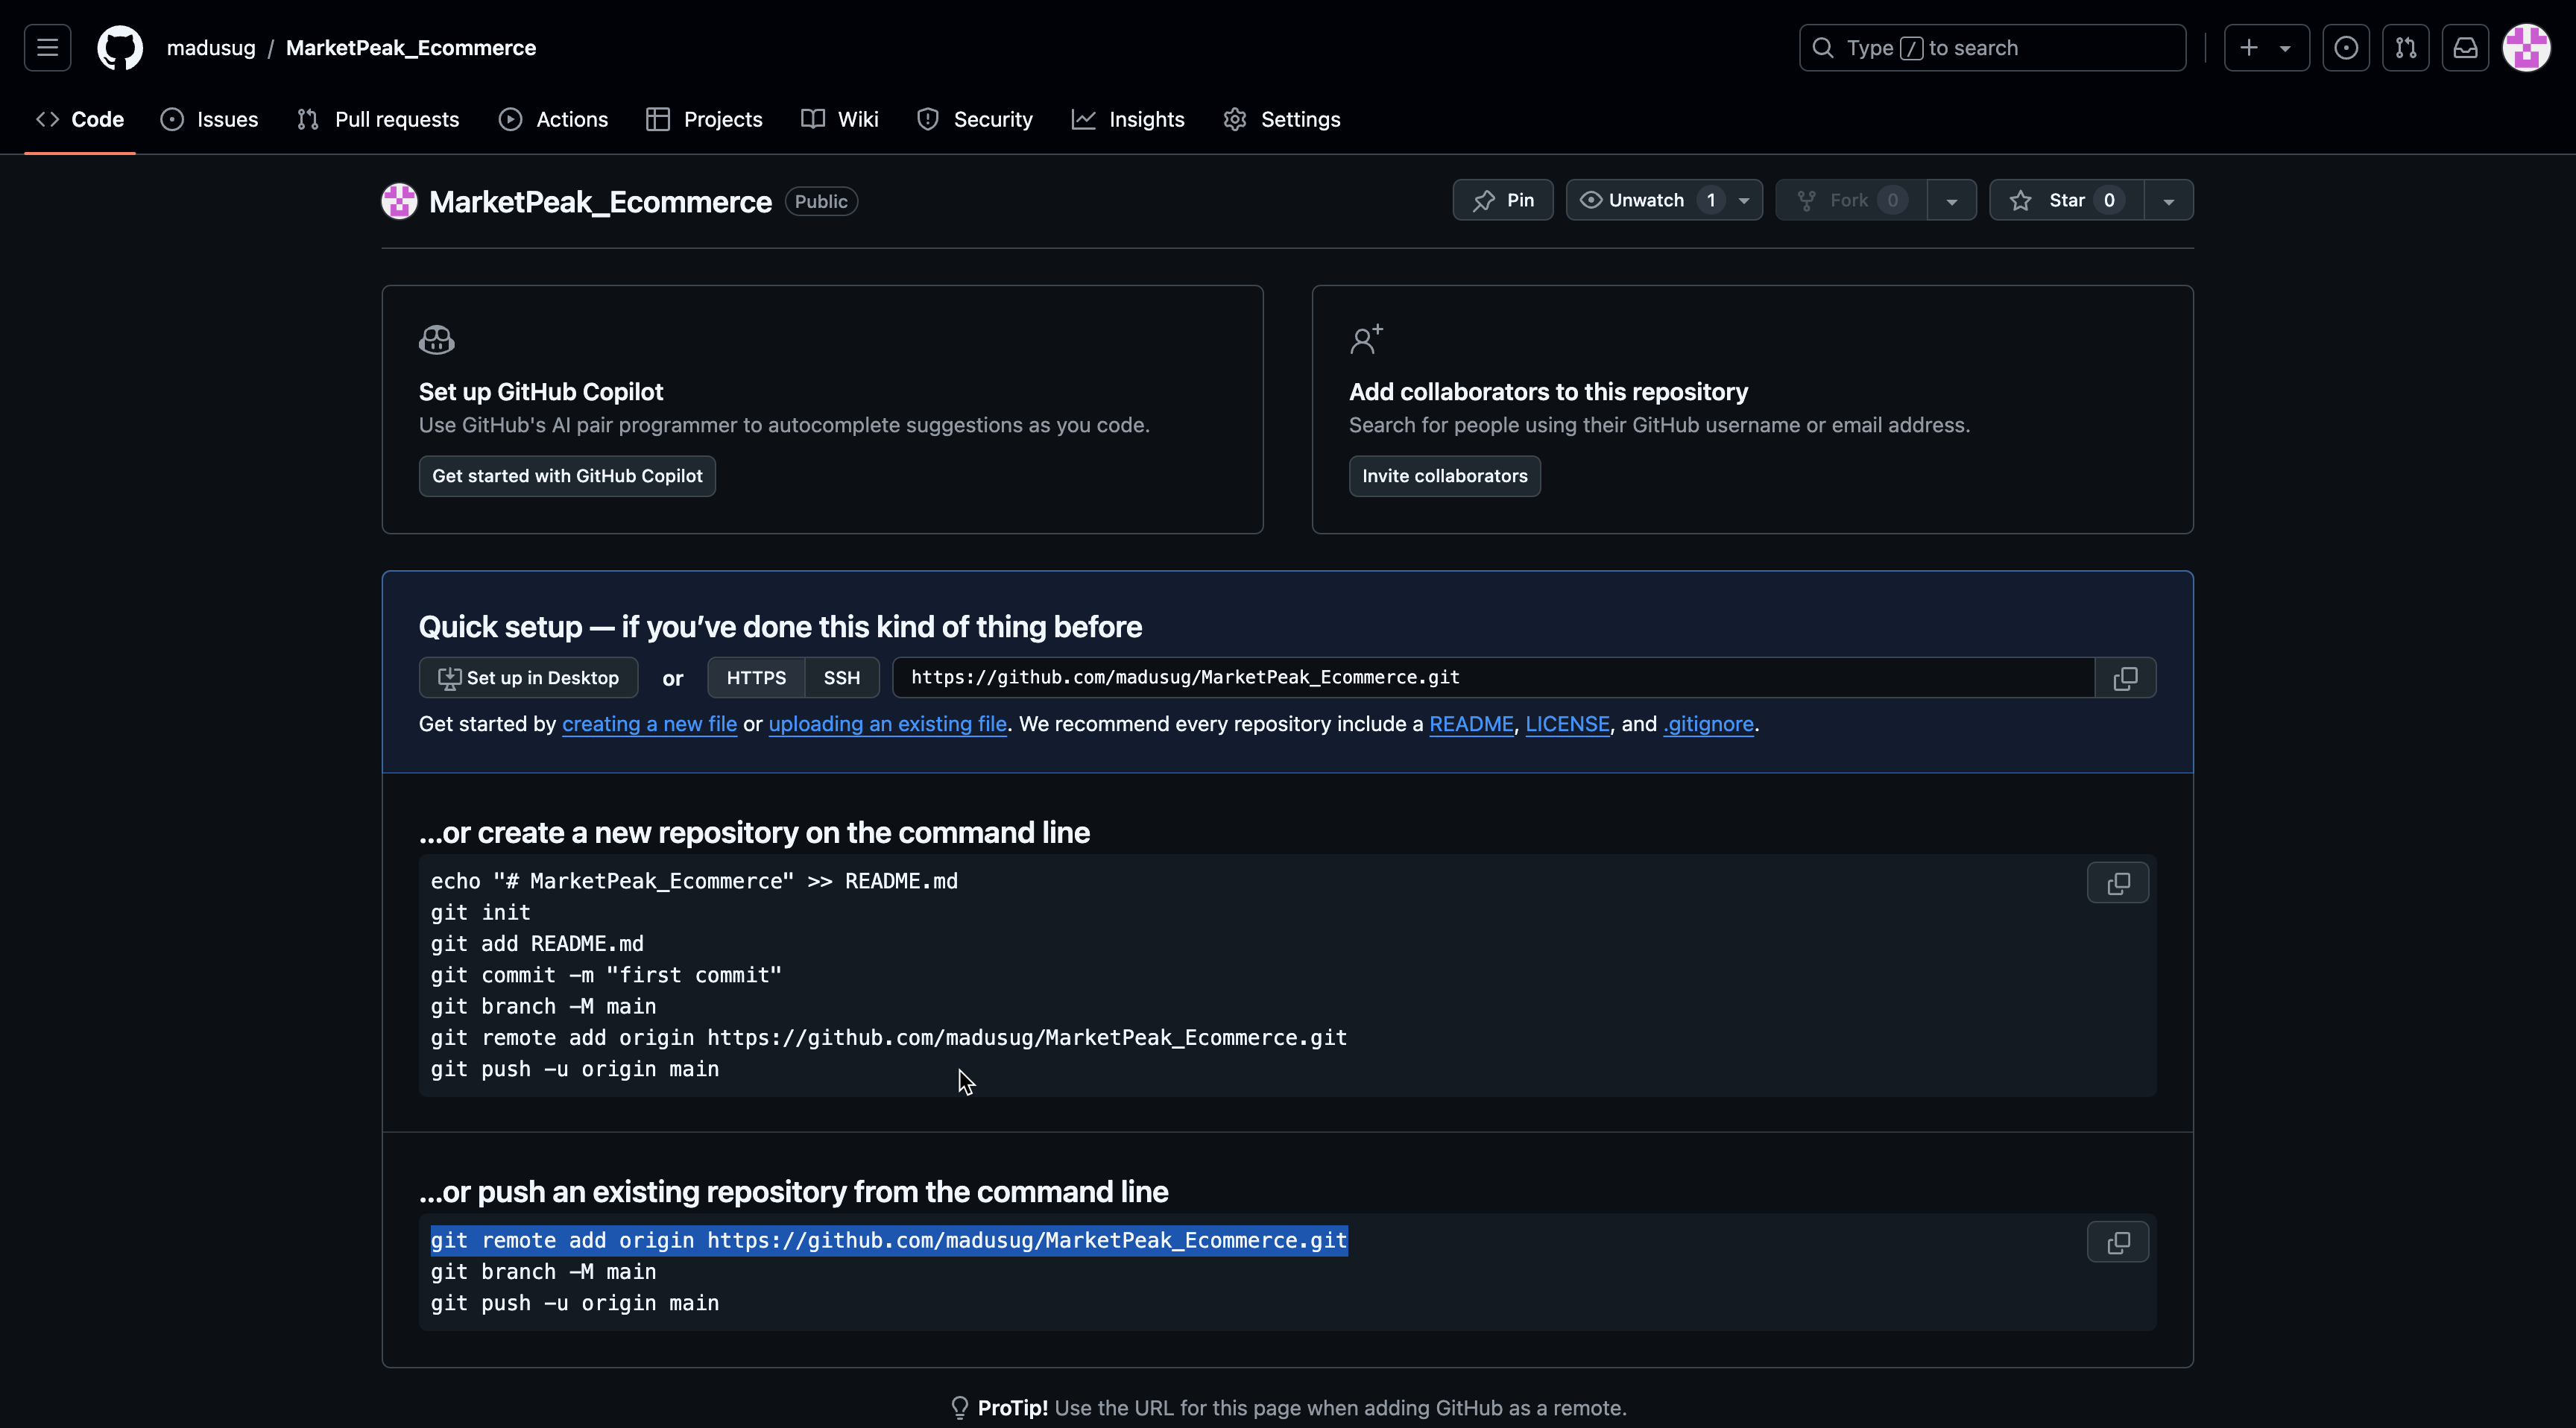 madusug / MarketPeak_Ecommerce
Type / to search
Code Issues Pull requests Actions Projects Wiki Security Insights Settings
MarketPeak_Ecommerce Public
Pin Unwatch 1 Fork 0 Star 0
Set up GitHub Copilot
Use GitHub's AI pair programmer to autocomplete suggestions as you code.
Get started with GitHub Copilot
Add collaborators to this repository
Search for people using their GitHub username or email address.
Invite collaborators
Quick setup — if you’ve done this kind of thing before
Set up in Desktop or HTTPS SSH https://github.com/madusug/MarketPeak_Ecommerce.git
Get started by creating a new file or uploading an existing file. We recommend every repository include a README, LICENSE, and .gitignore.
…or create a new repository on the command line
echo "# MarketPeak_Ecommerce" >> README.md
git init
git add README.md
git commit -m "first commit"
git branch -M main
git remote add origin https://github.com/madusug/MarketPeak_Ecommerce.git
git push -u origin main
…or push an existing repository from the command line
git remote add origin https://github.com/madusug/MarketPeak_Ecommerce.git
git branch -M main
git push -u origin main
ProTip! Use the URL for this page when adding GitHub as a remote.